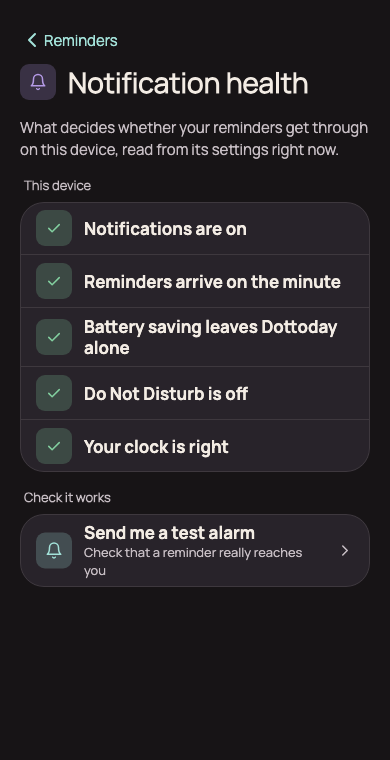 Reminders
Notification health
What decides whether your reminders get through
on this device, read from its settings right now.
This device
Notifications are on
Reminders arrive on the minute
Battery saving leaves Dottoday
alone
Do Not Disturb is off
Your clock is right
Check it works
Send me a test alarm
Check that a reminder really reaches
you